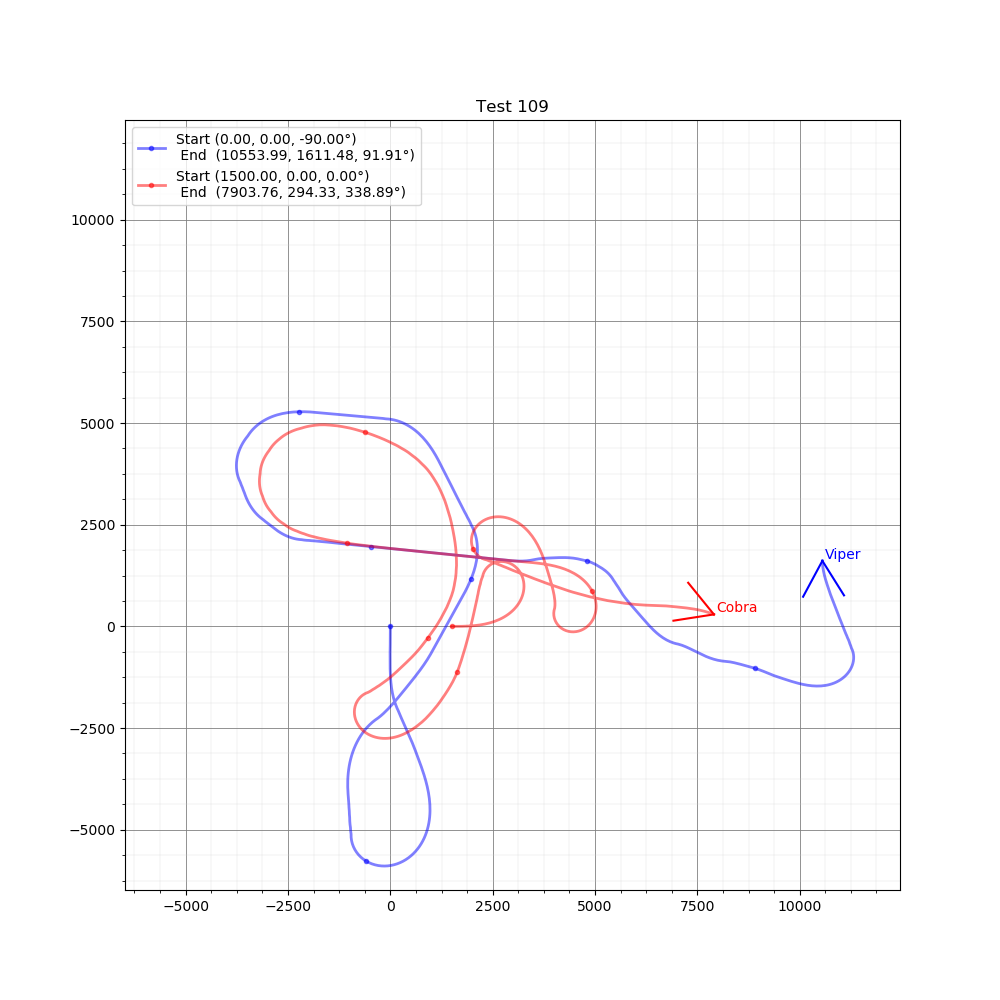 Test 109
Start (0.00, 0.00, -90.00°)
End (10553.99, 1611.48, 91.91°)
Start (1500.00, 0.00, 0.00°)
End (7903.76, 294.33, 338.89°)
10000
7500
5000
2500
0
−2500
−5000
Viper
Cobra
−5000 −2500 0 2500 5000 7500 10000